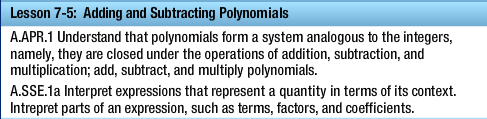 Lesson 7-5: Adding and Subtracting Polynomials
A.APR.1 Understand that polynomials form a system analogous to the integers,
namely, they are closed under the operations of addition, subtraction, and
multiplication; add, subtract, and multiply polynomials.
A.SSE.1a Interpret expressions that represent a quantity in terms of its context.
Intrepret parts of an expression, such as terms, factors, and coefficients.